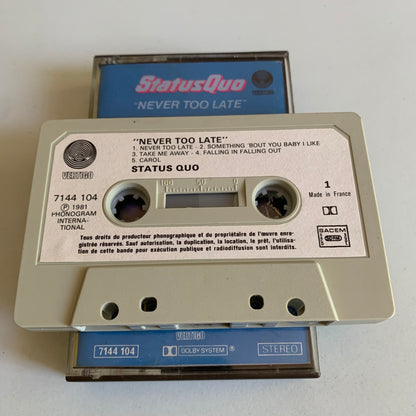 StatusQuo
"NEVER TOO LATE"
"NEVER TOO LATE"
1. NEVER TOO LATE - 2. SOMETHING 'BOUT YOU BABY I LIKE
3. TAKE ME AWAY - 4. FALLING IN FALLING OUT
5. CAROL
STATUS QUO
VERTIGO
7144 104
Ⓟ 1981
PHONOGRAM
INTERNA-
TIONAL
100 50 0
1
Made in France
SACEM
Tous droits du producteur phonographique et du propriétaire de l'œuvre enre-
gistrée réservés. Sauf autorisation, la duplication, la location, le prêt, l'utilisa-
tion de cette bande pour exécution publique et radiodiffusion sont interdits.
VERTIGO
7144 104
DOLBY SYSTEM ®
STEREO